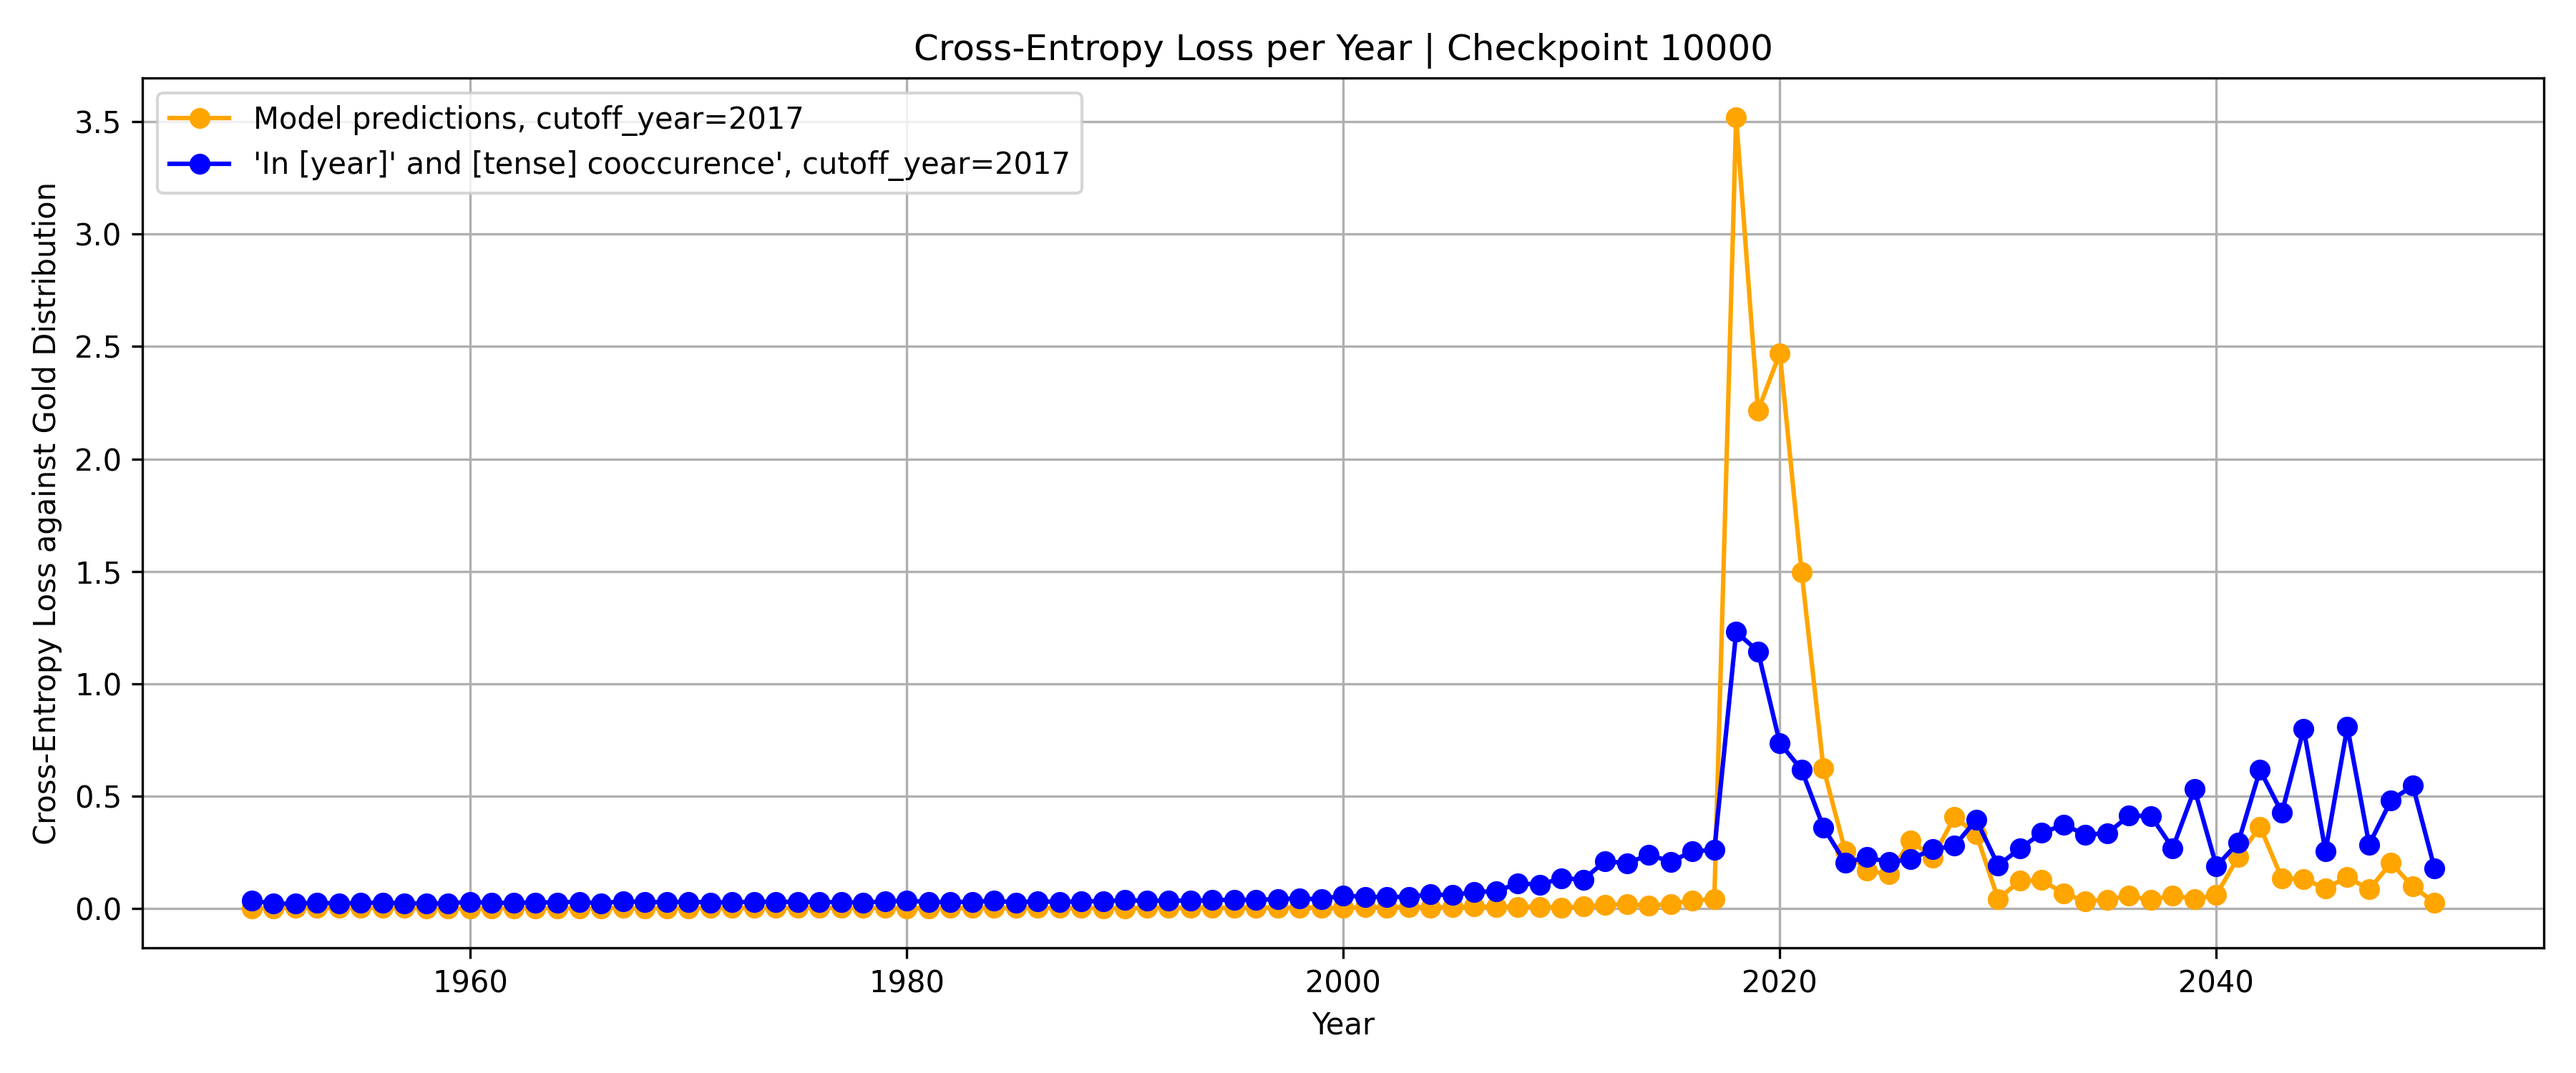 Cross-Entropy Loss per Year | Checkpoint 10000
Model predictions, cutoff_year=2017
'In [year]' and [tense] cooccurence', cutoff_year=2017
Cross-Entropy Loss against Gold Distribution
3.5
3.0
2.5
2.0
1.5
1.0
0.5
0.0
1960 1980 2000 2020 2040
Year